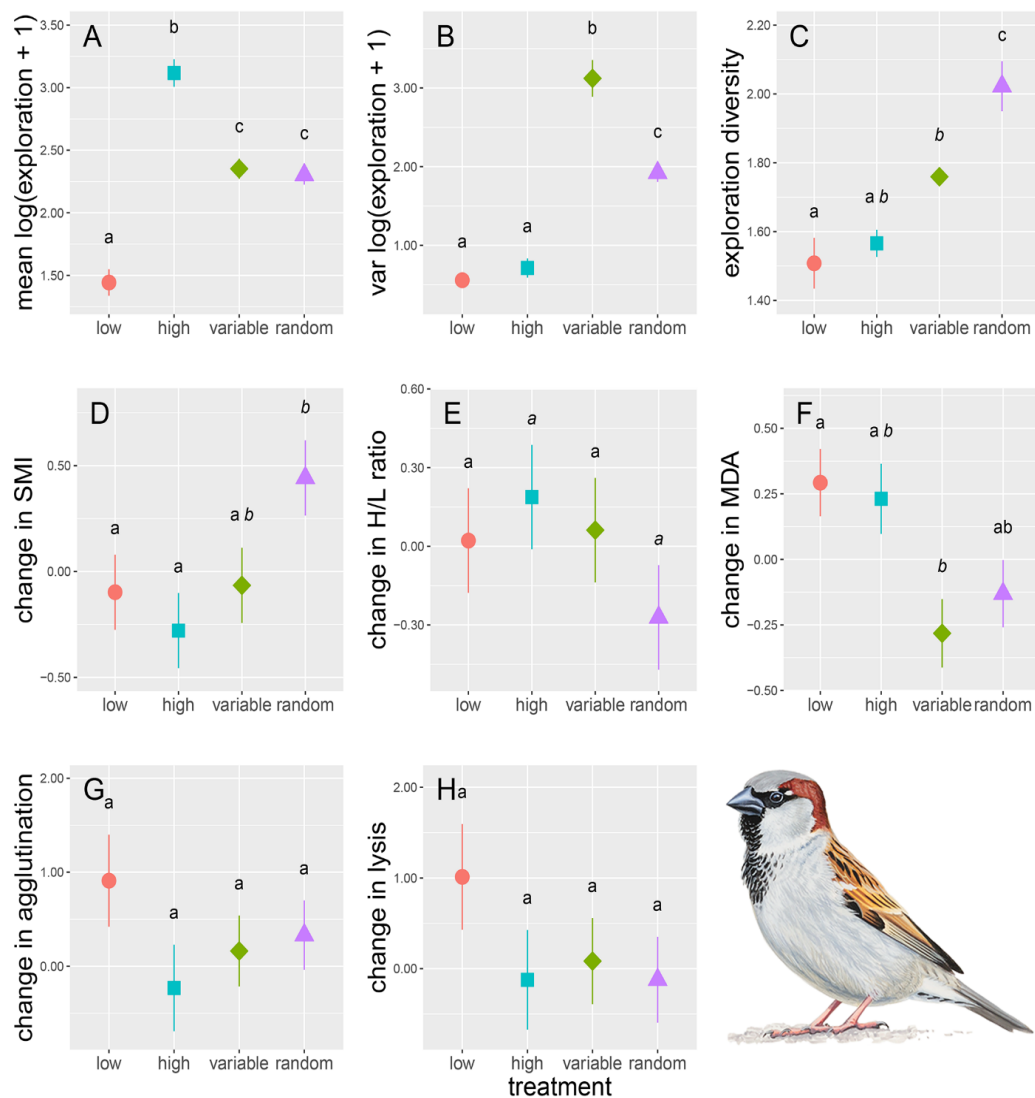 A
mean log(exploration + 1)
3.50
3.00
2.50
2.00
1.50
a
b
c
c
low high variable random
B
var log(exploration + 1)
3.00
2.00
1.00
a
a
b
c
low high variable random
C
exploration diversity
2.20
2.00
1.80
1.60
1.40
a
a b
b
c
low high variable random
D
change in SMI
0.50
0.00
−0.50
a
a
a b
b
low high variable random
E
change in H/L ratio
0.60
0.30
0.00
−0.30
a
a
a
a
low high variable random
F
change in MDA
0.50
0.25
0.00
−0.25
−0.50
a
a b
b
ab
low high variable random
G
change in agglutination
2.00
1.00
0.00
a
a
a
a
low high variable random
H
change in lysis
2.00
1.00
0.00
a
a
a
a
low high variable random
treatment